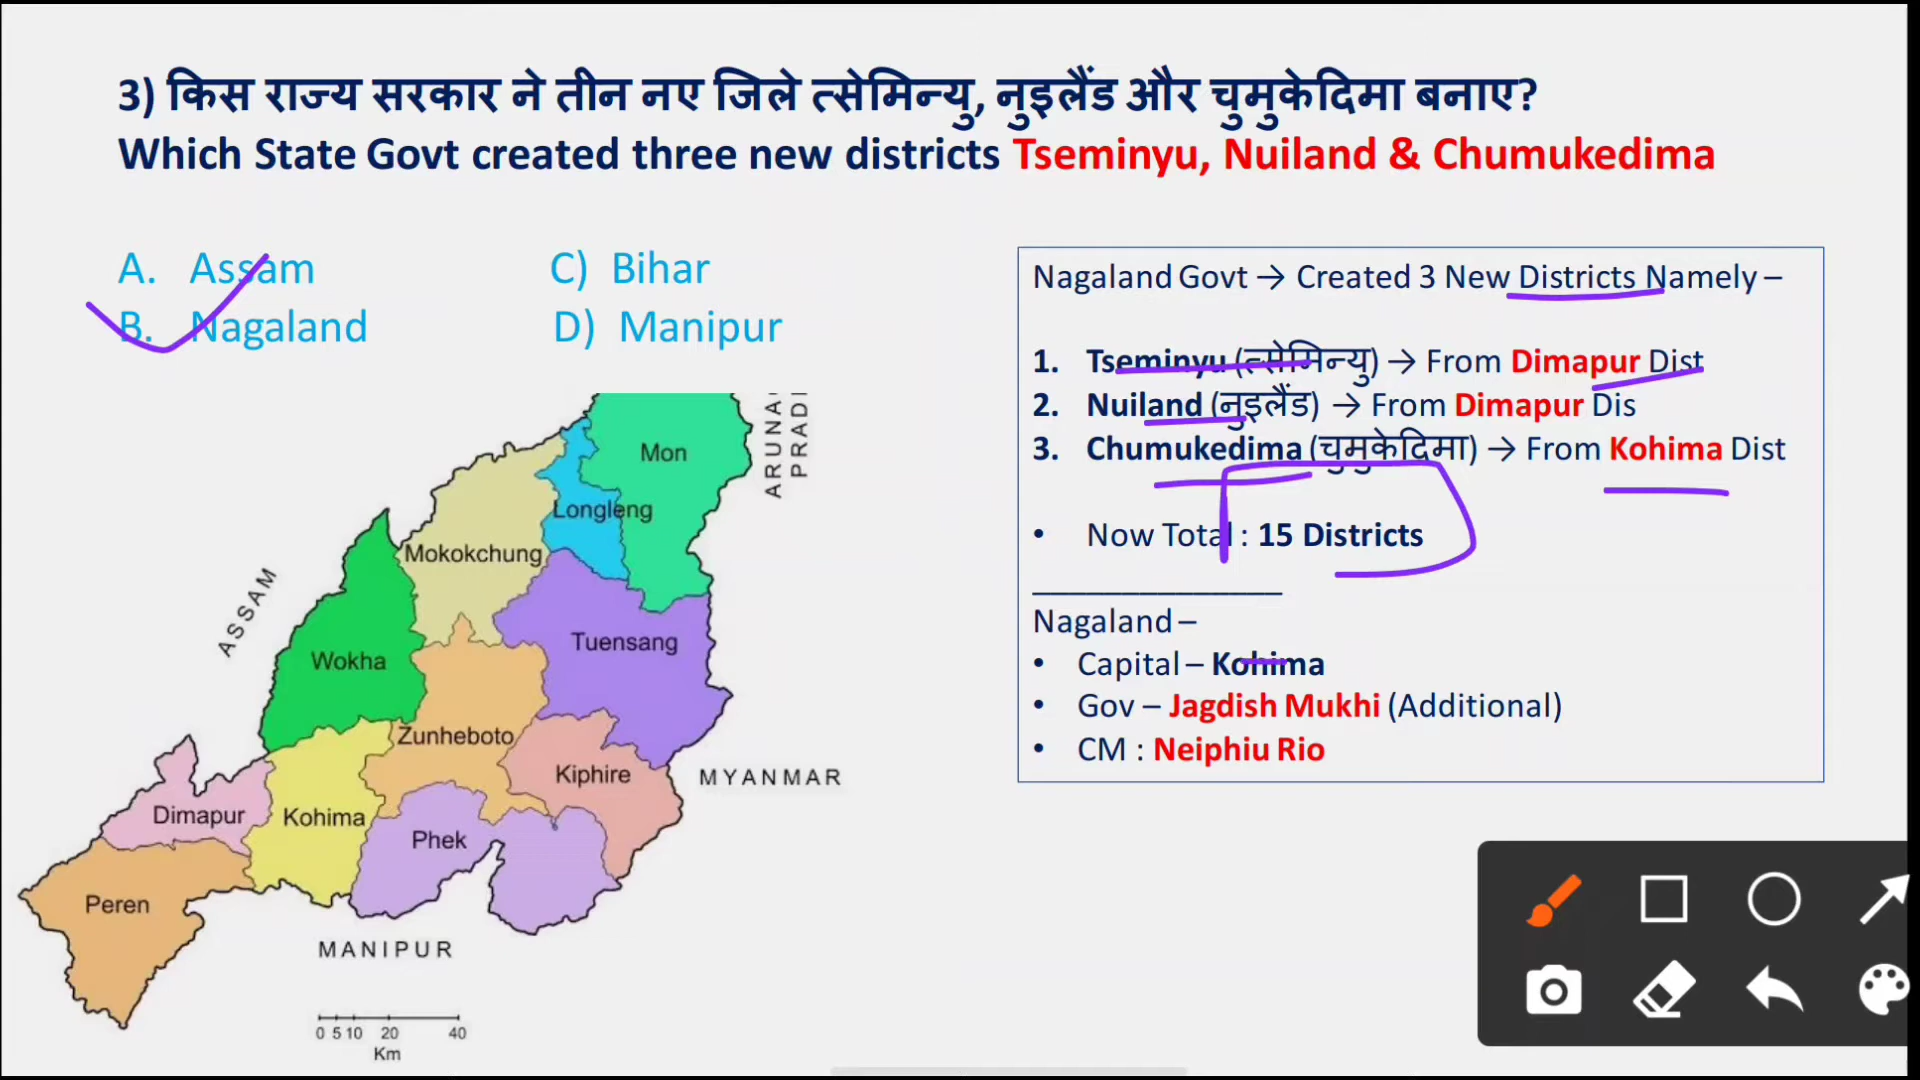 3) किस राज्य सरकार ने तीन नए जिले त्सेमिन्यु, नुइलैंड और चुमुकेदिमा बनाए?
Which State Govt created three new districts Tseminyu, Nuiland & Chumukedima
A. Assam
B. Nagaland
C) Bihar
D) Manipur
Nagaland Govt → Created 3 New Districts Namely –
1. Tseminyu (त्सेमिन्यु) → From Dimapur Dist
2. Nuiland (नुइलैंड) → From Dimapur Dis
3. Chumukedima (चुमुकेदिमा) → From Kohima Dist
• Now Total : 15 Districts
Nagaland –
• Capital – Kohima
• Gov – Jagdish Mukhi (Additional)
• CM : Neiphiu Rio
ARUNA
PRADI
Mon
Longleng
Mokokchung
ASSAM
Tuensang
Wokha
Zunheboto
Kiphire
MYANMAR
Dimapur
Kohima
Phek
Peren
MANIPUR
0 5 10 20 40
Km